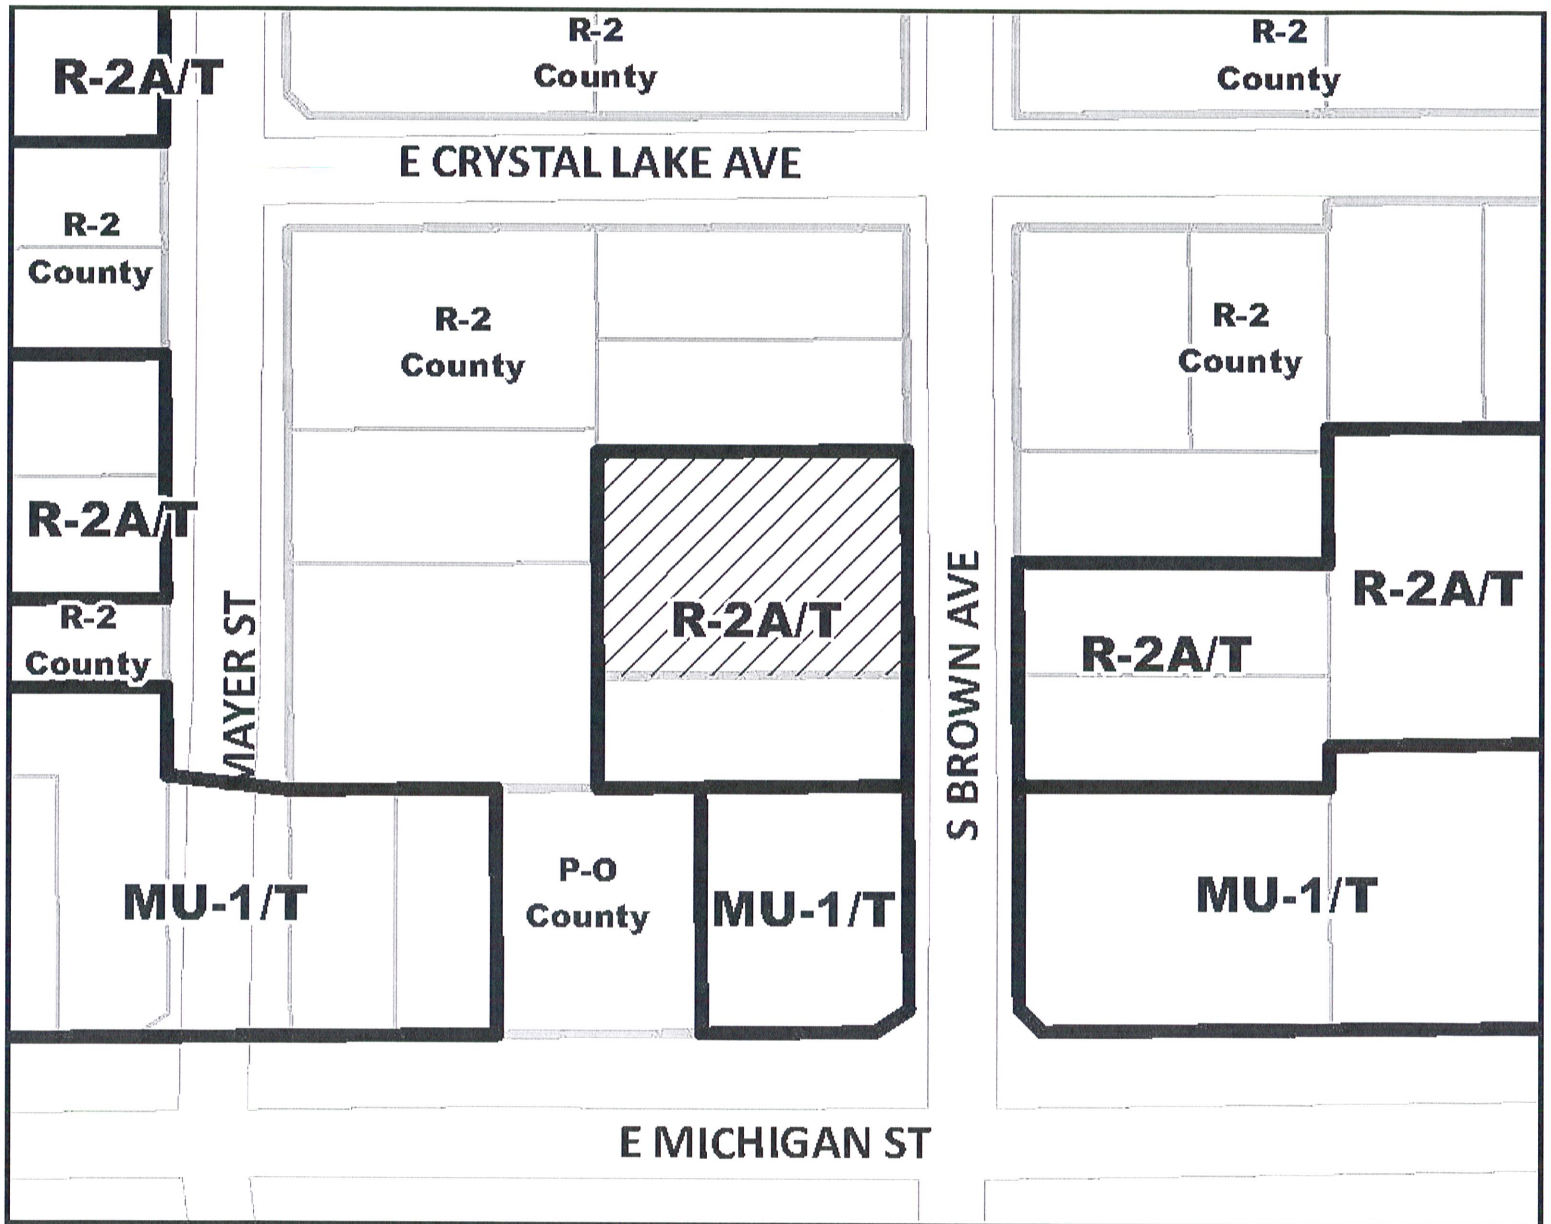 R-2
County
R-2
County
R-2A/T
E CRYSTAL LAKE AVE
R-2
County
R-2
County
R-2
County
R-2A/T
R-2A/T
R-2
County
MAYER ST
R-2A/T
S BROWN AVE
R-2A/T
MU-1/T
P-O
County
MU-1/T
MU-1/T
E MICHIGAN ST